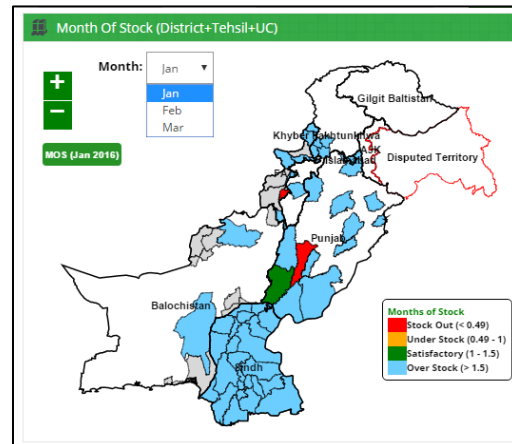 Month Of Stock (District+Tehsil+UC)
Month:
Jan
Jan
Feb
Mar
+
−
MOS (Jan 2016)
Gilgit Baltistan
Khyber Pakhtunkhwa
AJK
Disputed Territory
Punjab
Balochistan
Sindh
Months of Stock
Stock Out (< 0.49)
Under Stock (0.49 - 1)
Satisfactory (1 - 1.5)
Over Stock (> 1.5)